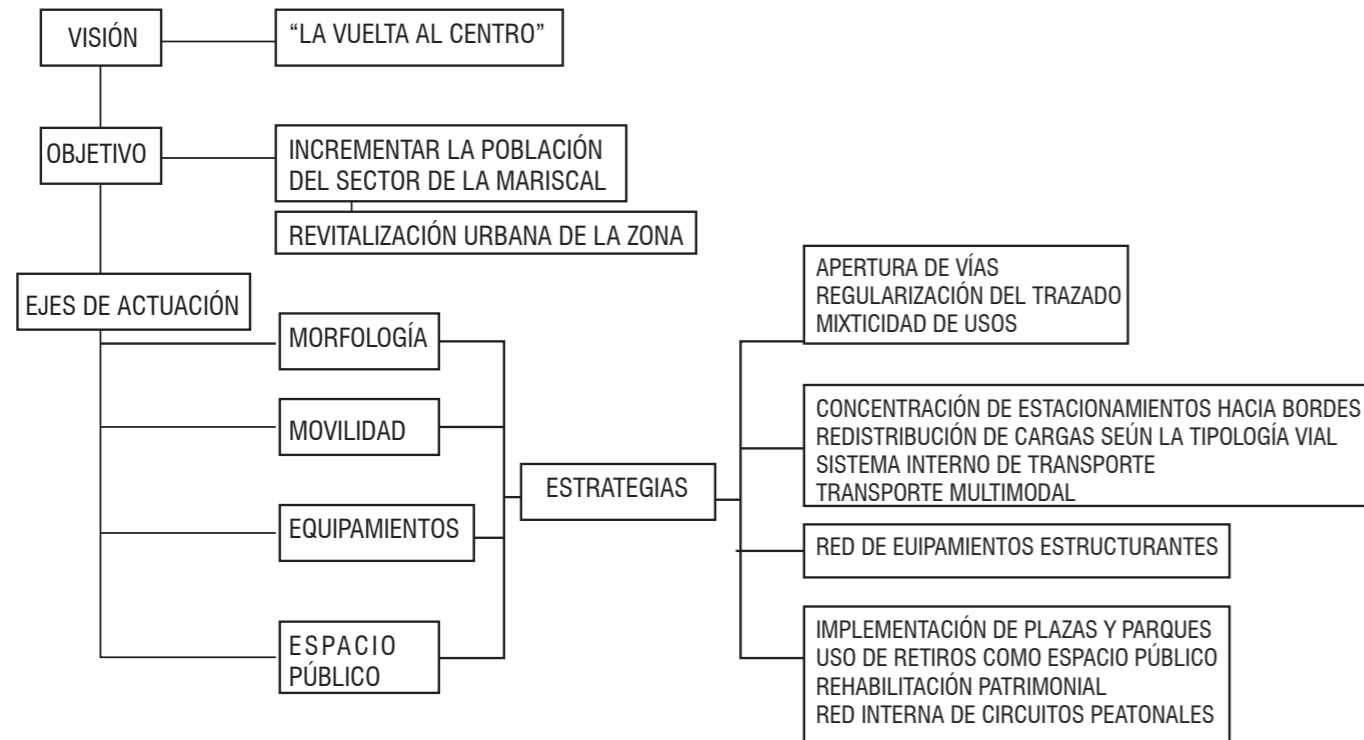 VISIÓN
“LA VUELTA AL CENTRO”
OBJETIVO
INCREMENTAR LA POBLACIÓN
DEL SECTOR DE LA MARISCAL
REVITALIZACIÓN URBANA DE LA ZONA
EJES DE ACTUACIÓN
MORFOLOGÍA
MOVILIDAD
EQUIPAMIENTOS
ESPACIO
PÚBLICO
ESTRATEGIAS
APERTURA DE VÍAS
REGULARIZACIÓN DEL TRAZADO
MIXTICIDAD DE USOS
CONCENTRACIÓN DE ESTACIONAMIENTOS HACIA BORDES
REDISTRIBUCIÓN DE CARGAS SEÚN LA TIPOLOGÍA VIAL
SISTEMA INTERNO DE TRANSPORTE
TRANSPORTE MULTIMODAL
RED DE EUIPAMIENTOS ESTRUCTURANTES
IMPLEMENTACIÓN DE PLAZAS Y PARQUES
USO DE RETIROS COMO ESPACIO PÚBLICO
REHABILITACIÓN PATRIMONIAL
RED INTERNA DE CIRCUITOS PEATONALES